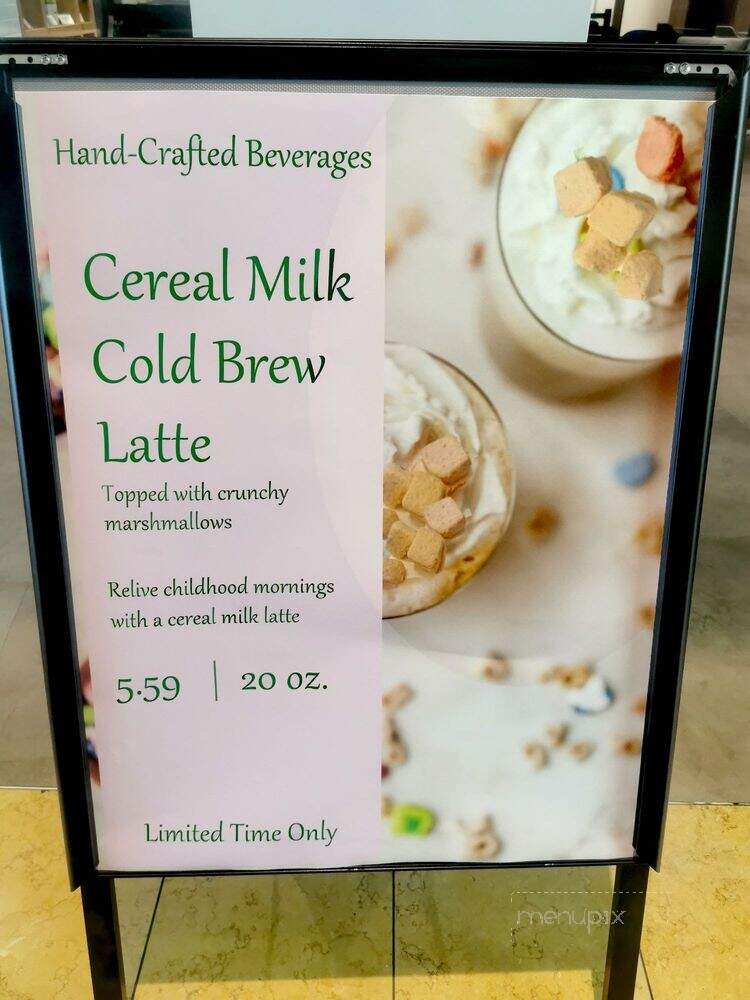 Hand-Crafted Beverages
Cereal Milk
Cold Brew
Latte
Topped with crunchy
marshmallows
Relive childhood mornings
with a cereal milk latte
5.59 | 20 oz.
Limited Time Only
menupix